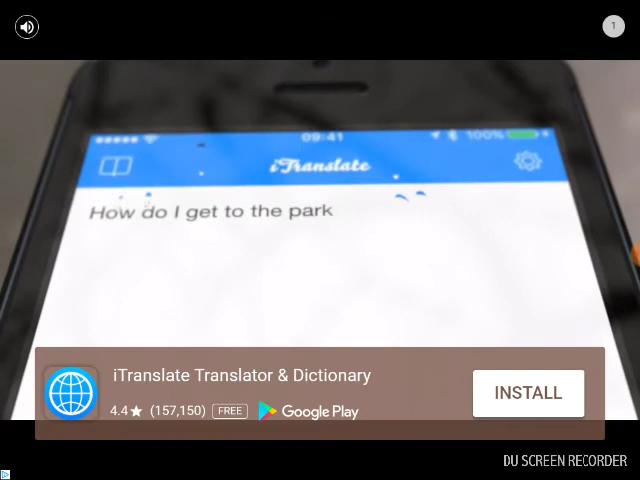 1
09:41
100%
iTranslate
How do I get to the park
iTranslate Translator & Dictionary
INSTALL
4.4★ (157,150) FREE Google Play
DU SCREEN RECORDER